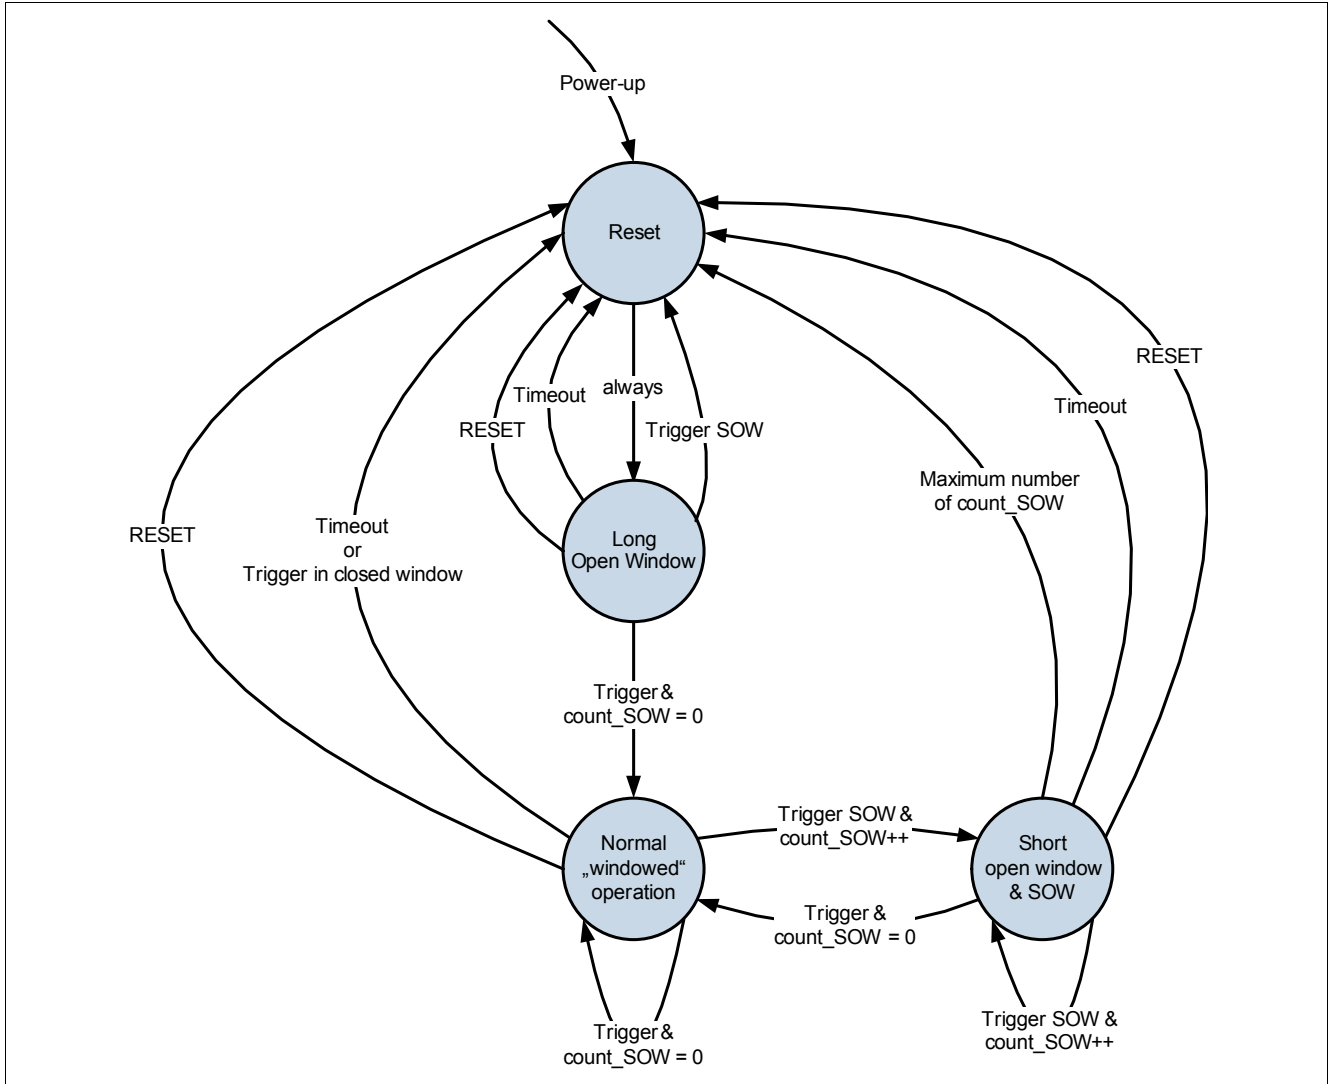 Power-up
Reset
RESET
Timeout
always
Timeout
RESET
Trigger SOW
Maximum number
of count_SOW
RESET
Timeout
or
Trigger in closed window
Long
Open Window
Trigger &
count_SOW = 0
Normal
„windowed“
operation
Trigger SOW &
count_SOW++
Short
open window
& SOW
Trigger &
count_SOW = 0
Trigger &
count_SOW = 0
Trigger SOW &
count_SOW++